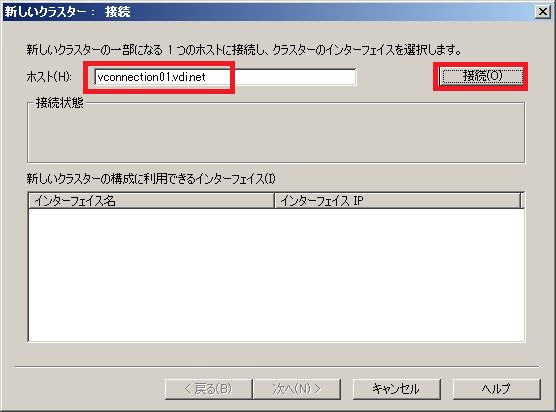 新しいクラスター： 接続
新しいクラスターの一部になる 1 つのホストに接続し、クラスターのインターフェイスを選択します。
ホスト(H): vconnection01.vdi.net 接続(O)
接続状態
新しいクラスターの構成に利用できるインターフェイス(I)
インターフェイス名 インターフェイス IP
< 戻る(B) 次へ(N) > キャンセル ヘルプ